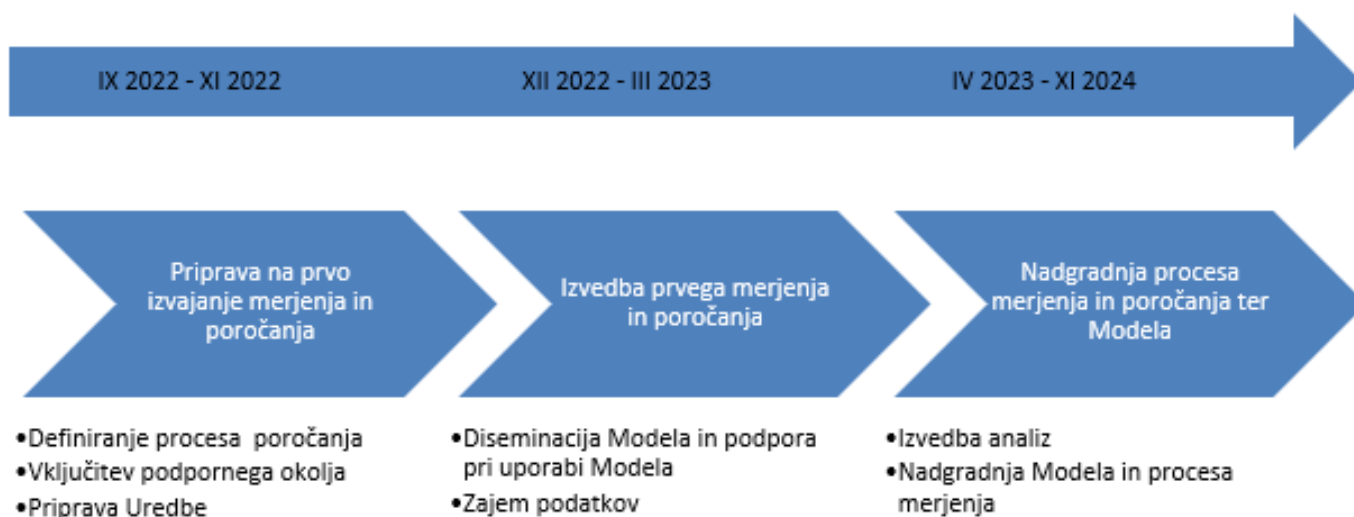 IX 2022 - XI 2022
XII 2022 - III 2023
IV 2023 - XI 2024
Priprava na prvo
izvajanje merjenja in
poročanja
Izvedba prvega merjenja
in poročanja
Nadgradnja procesa
merjenja in poročanja ter
Modela
•Definiranje procesa poročanja
•Vključitev podpornega okolja
•Priprava Uredbe
•Diseminacija Modela in podpora
pri uporabi Modela
•Zajem podatkov
•Izvedba analiz
•Nadgradnja Modela in procesa
merjenja